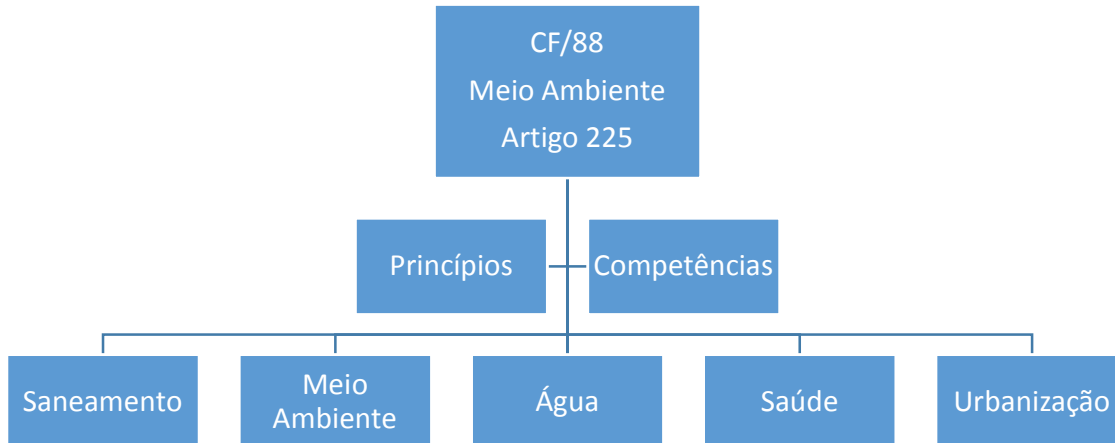 CF/88
Meio Ambiente
Artigo 225
Princípios
Competências
Saneamento
Meio
Ambiente
Água
Saúde
Urbanização